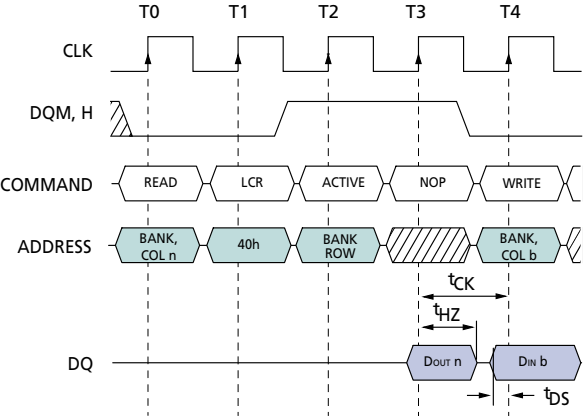 T0 T1 T2 T3 T4
CLK
DQM, H
COMMAND READ LCR ACTIVE NOP WRITE
ADDRESS BANK, COL n 40h BANK ROW BANK, COL b
tCK
tHZ
DQ DOUT n DIN b
tDS